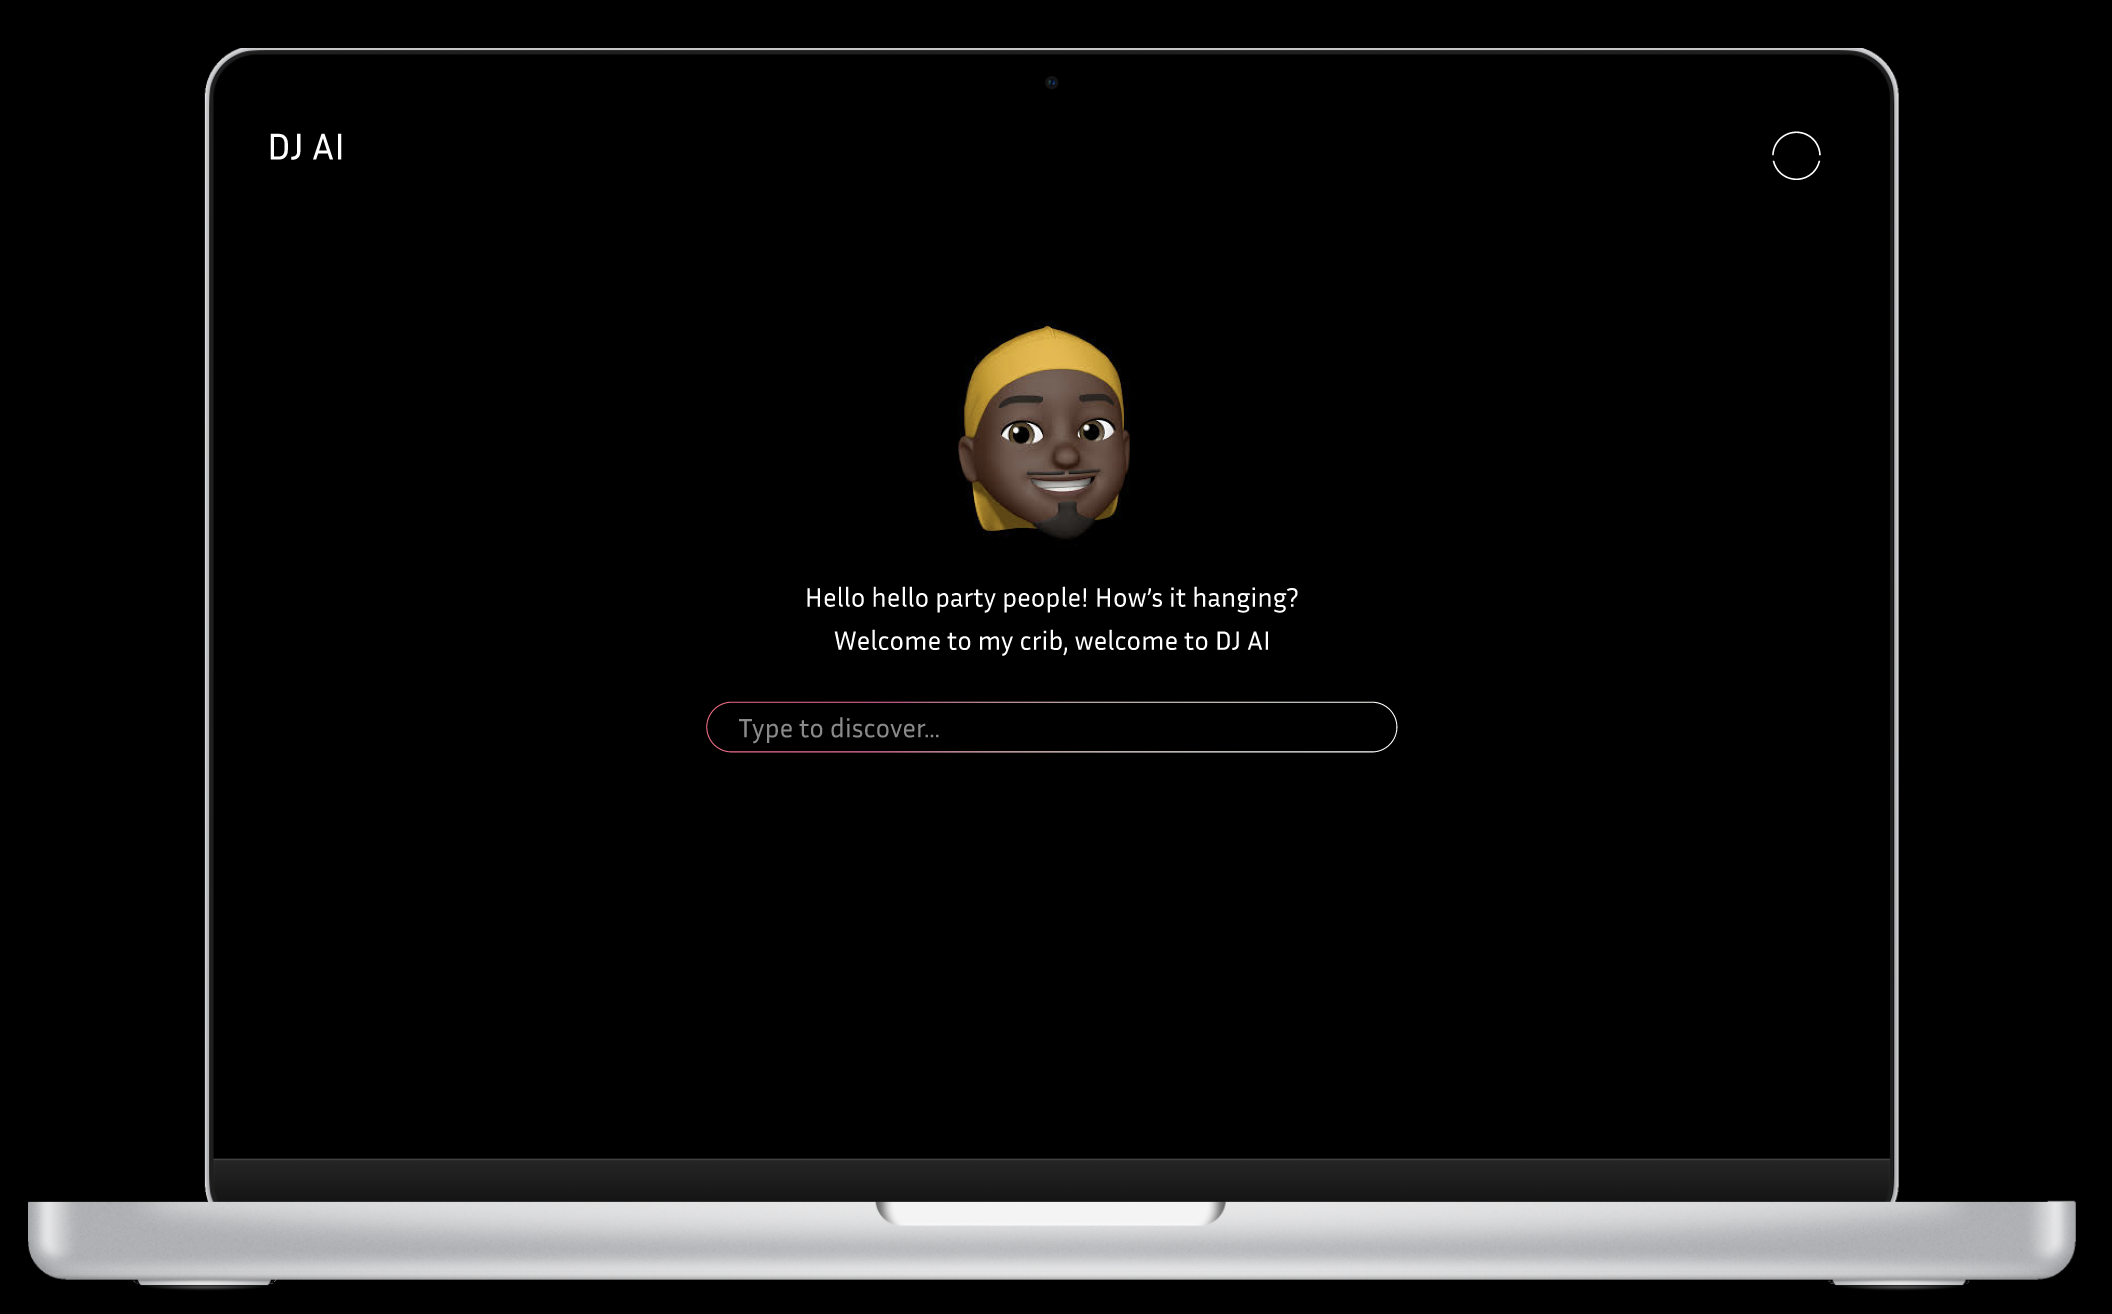 DJ AI
Hello hello party people! How’s it hanging?
Welcome to my crib, welcome to DJ AI
Type to discover...